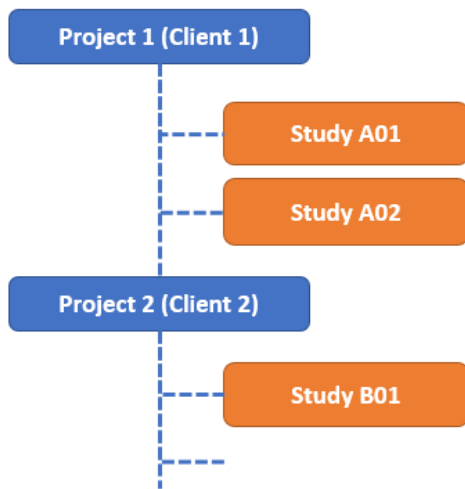 Project 1 (Client 1)
Study A01
Study A02
Project 2 (Client 2)
Study B01